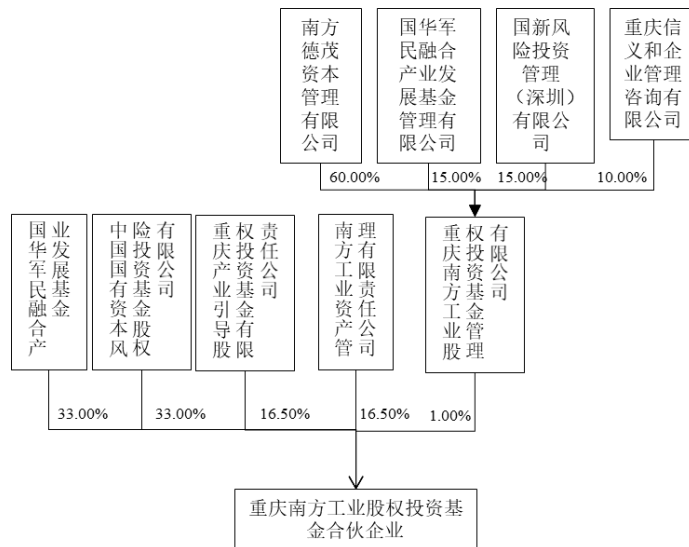 南方
德茂
资本
管理
有限
公司
国华军
民融合
产业发
展基金
管理有
限公司
国新风
险投资
管理
（深圳）
有限公
司
重庆信
义和企
业管理
咨询有
限公司
60.00%
15.00%
15.00%
10.00%
国华军民融合产
业发展基金
中国国有资本风
险投资基金股权
有限公司
重庆产业引导股
权投资基金有限
责任公司
南方工业资产管
理有限责任公司
重庆南方工业股
权投资基金管理
有限公司
33.00%
33.00%
16.50%
16.50%
1.00%
重庆南方工业股权投资基
金合伙企业